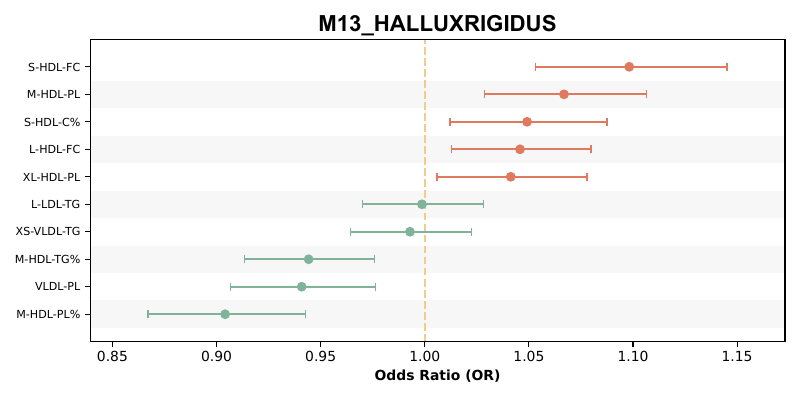 M13_HALLUXRIGIDUS
S-HDL-FC
M-HDL-PL
S-HDL-C%
L-HDL-FC
XL-HDL-PL
L-LDL-TG
XS-VLDL-TG
M-HDL-TG%
VLDL-PL
M-HDL-PL%
0.85 0.90 0.95 1.00 1.05 1.10 1.15
Odds Ratio (OR)